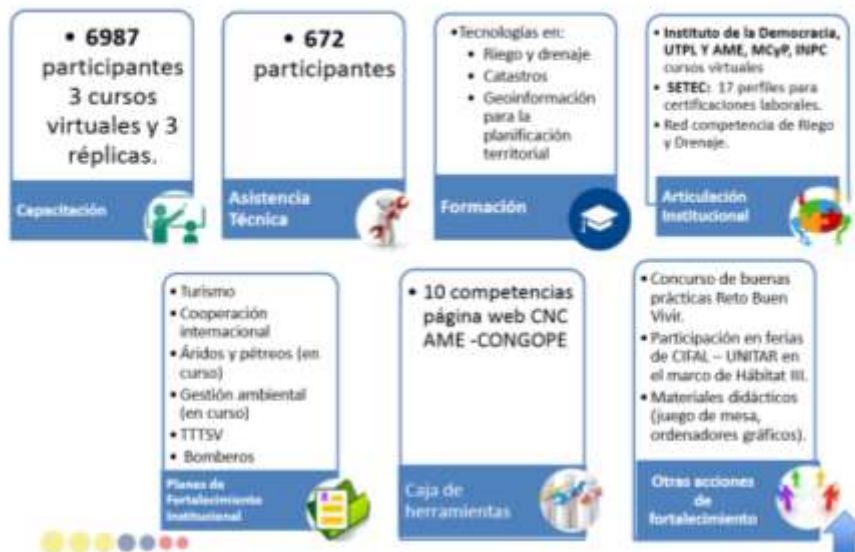 • 6987
participantes
3 cursos
virtuales y 3
réplicas.
Capacitación
• 672
participantes
Asistencia
Técnica
•Tecnologías en:
• Riego y drenaje
• Catastros
• Geoinformación
para la
planificación
territorial
Formación
• Instituto de la Democracia,
UTPL Y AME, MCyP, INPC
cursos virtuales
• SETEC: 17 perfiles para
certificaciones laborales.
• Red competencia de Riego
y Drenaje.
Articulación
Institucional
• Turismo
• Cooperación
internacional
• Áridos y pétreos (en
curso)
• Gestión ambiental
(en curso)
• TTTSV
• Bomberos
Planes de
Fortalecimiento
Institucional
• 10 competencias
página web CNC
AME -CONGOPE
Caja de
herramientas
• Concurso de buenas
prácticas Reto Buen
Vivir.
• Participación en ferias
de CIFAL – UNITAR en
el marco de Hábitat III.
• Materiales didácticos
(juego de mesa,
ordenadores gráficos).
Otras acciones
de
fortalecimiento